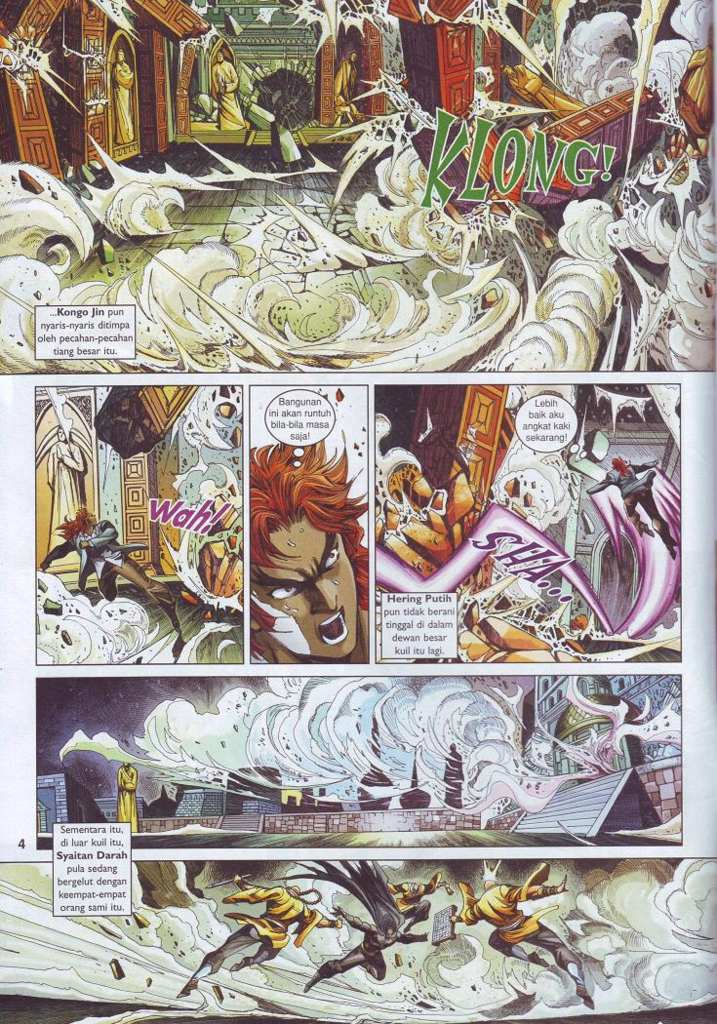 KLONG!
...Kongo Jin pun
nyaris-nyaris ditimpa
oleh pecahan-pecahan
tiang besar itu.
Wah!
Bangunan
ini akan runtuh
bila-bila masa
saja!
Lebih
baik aku
angkat kaki
sekarang!
SHA...
Hering Putih
pun tidak berani
tinggal di dalam
dewan besar
kuil itu lagi.
4
Sementara itu,
di luar kuil itu,
Syaitan Darah
pula sedang
bergelut dengan
keempat-empat
orang sami itu.